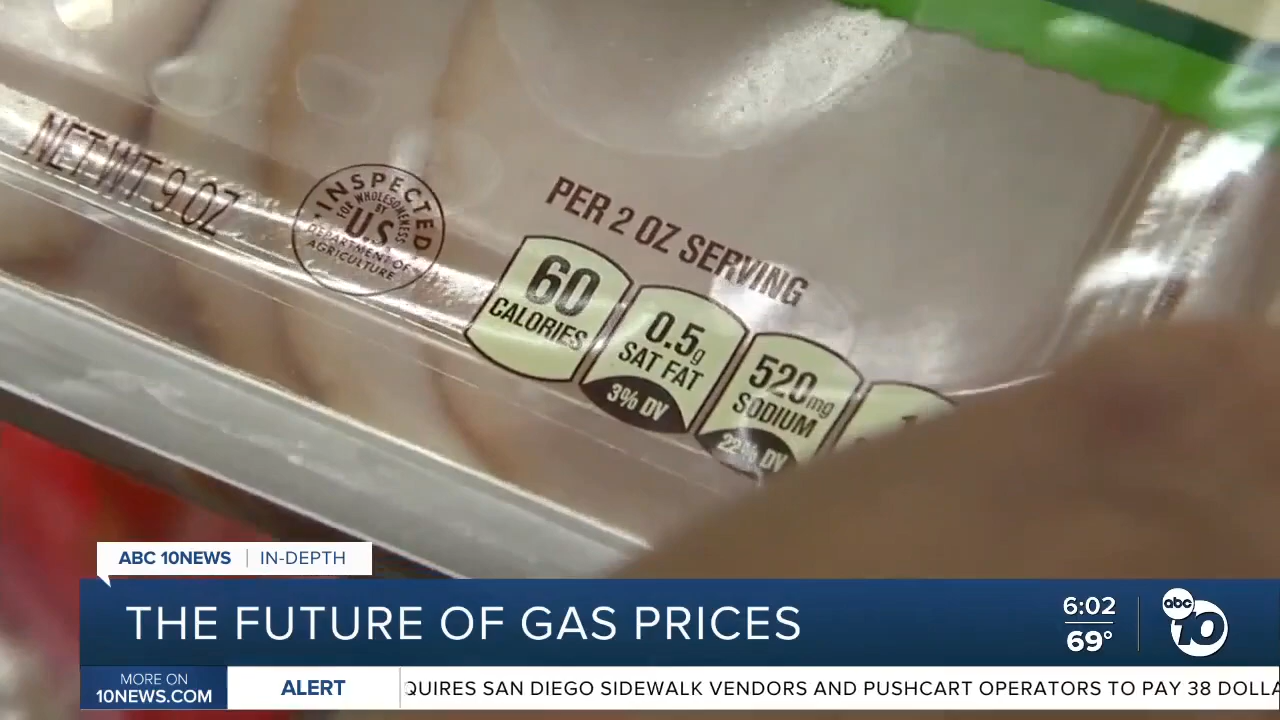 NET WT 9 OZ
INSPECTED
FOR WHOLESOMENESS
BY
U.S.
DEPARTMENT OF
AGRICULTURE
PER 2 OZ SERVING
60
CALORIES
0.5g
SAT FAT
3% DV
520mg
SODIUM
22% DV
ABC 10NEWS | IN-DEPTH
THE FUTURE OF GAS PRICES
6:02
69°
abc
10
MORE ON
10NEWS.COM
ALERT
QUIRES SAN DIEGO SIDEWALK VENDORS AND PUSHCART OPERATORS TO PAY 38 DOLLA